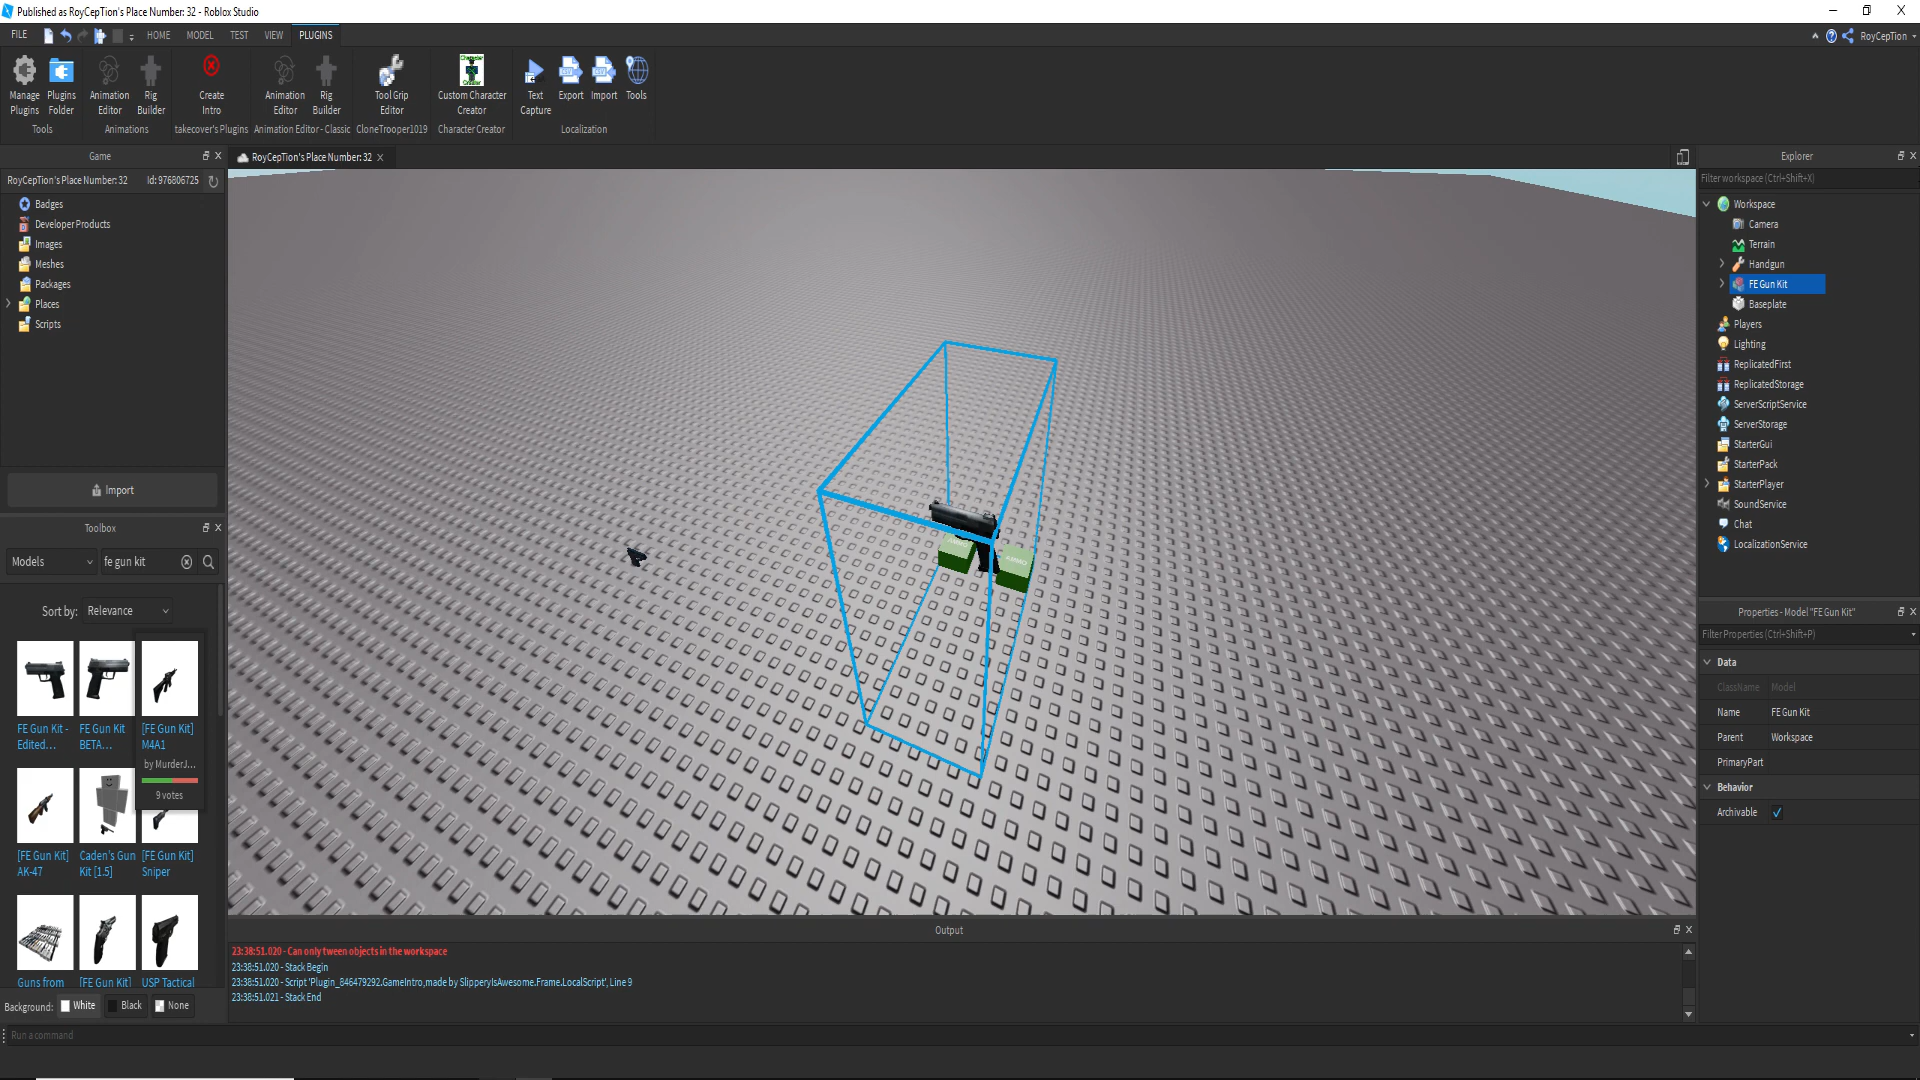 Published as RoyCepTion's Place Number: 32 - Roblox Studio
FILE HOME MODEL TEST VIEW PLUGINS RoyCepTion
Manage Plugins
Plugins Folder
Tools
Animation Editor
Rig Builder
Animations
Create Intro
takeover's Plugins
Animation Editor
Rig Builder
Animation Editor - Classic
Tool Grip Editor
CloneTrooper1019
Character Creator
Custom Character Creator
Character Creator
Text Capture
Export
Import
Tools
Localization
Game
RoyCepTion's Place Number: 32 Id: 976806725
Badges
Developer Products
Images
Meshes
Packages
Places
Scripts
Import
Toolbox
Models
fe gun kit
Sort by: Relevance
FE Gun Kit - Edited...
FE Gun Kit BETA...
[FE Gun Kit] M4A1
by MurderJ...
9 votes
[FE Gun Kit] AK-47
Caden's Gun Kit [1.5]
[FE Gun Kit] Sniper
Guns from
[FE Gun Kit]
USP Tactical
Background: White Black None
Run a command
RoyCepTion's Place Number: 32
Output
23:38:51.020 - Can only tween objects in the workspace
23:38:51.020 - Stack Begin
23:38:51.020 - Script 'Plugin_846479292.GameIntro,made by SlipperyIsAwesome.Frame.LocalScript', Line 9
23:38:51.021 - Stack End
Explorer
Filter workspace (Ctrl+Shift+X)
Workspace
Camera
Terrain
Handgun
FE Gun Kit
Baseplate
Players
Lighting
ReplicatedFirst
ReplicatedStorage
ServerScriptService
ServerStorage
StarterGui
StarterPack
StarterPlayer
SoundService
Chat
LocalizationService
Properties - Model "FE Gun Kit"
Filter Properties (Ctrl+Shift+P)
Data
ClassName Model
Name FE Gun Kit
Parent Workspace
PrimaryPart
Behavior
Archivable